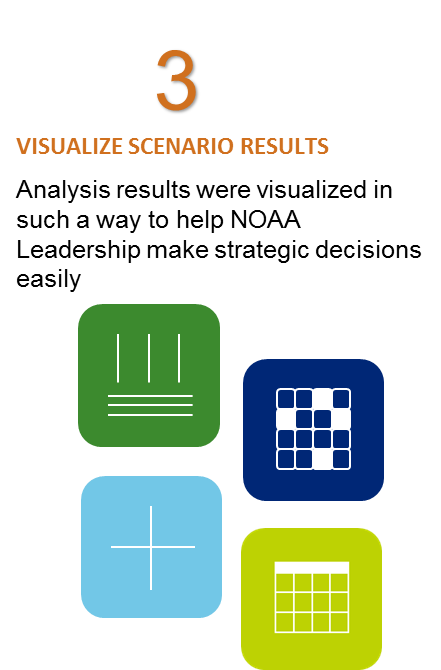 3
VISUALIZE SCENARIO RESULTS
Analysis results were visualized in
such a way to help NOAA
Leadership make strategic decisions
easily